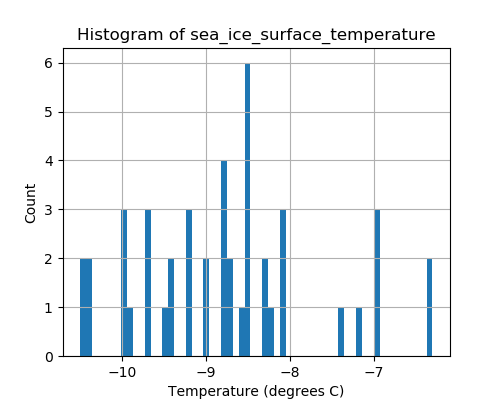 Histogram of sea_ice_surface_temperature
6
5
4
3
2
1
0
Count
−10 −9 −8 −7
Temperature (degrees C)